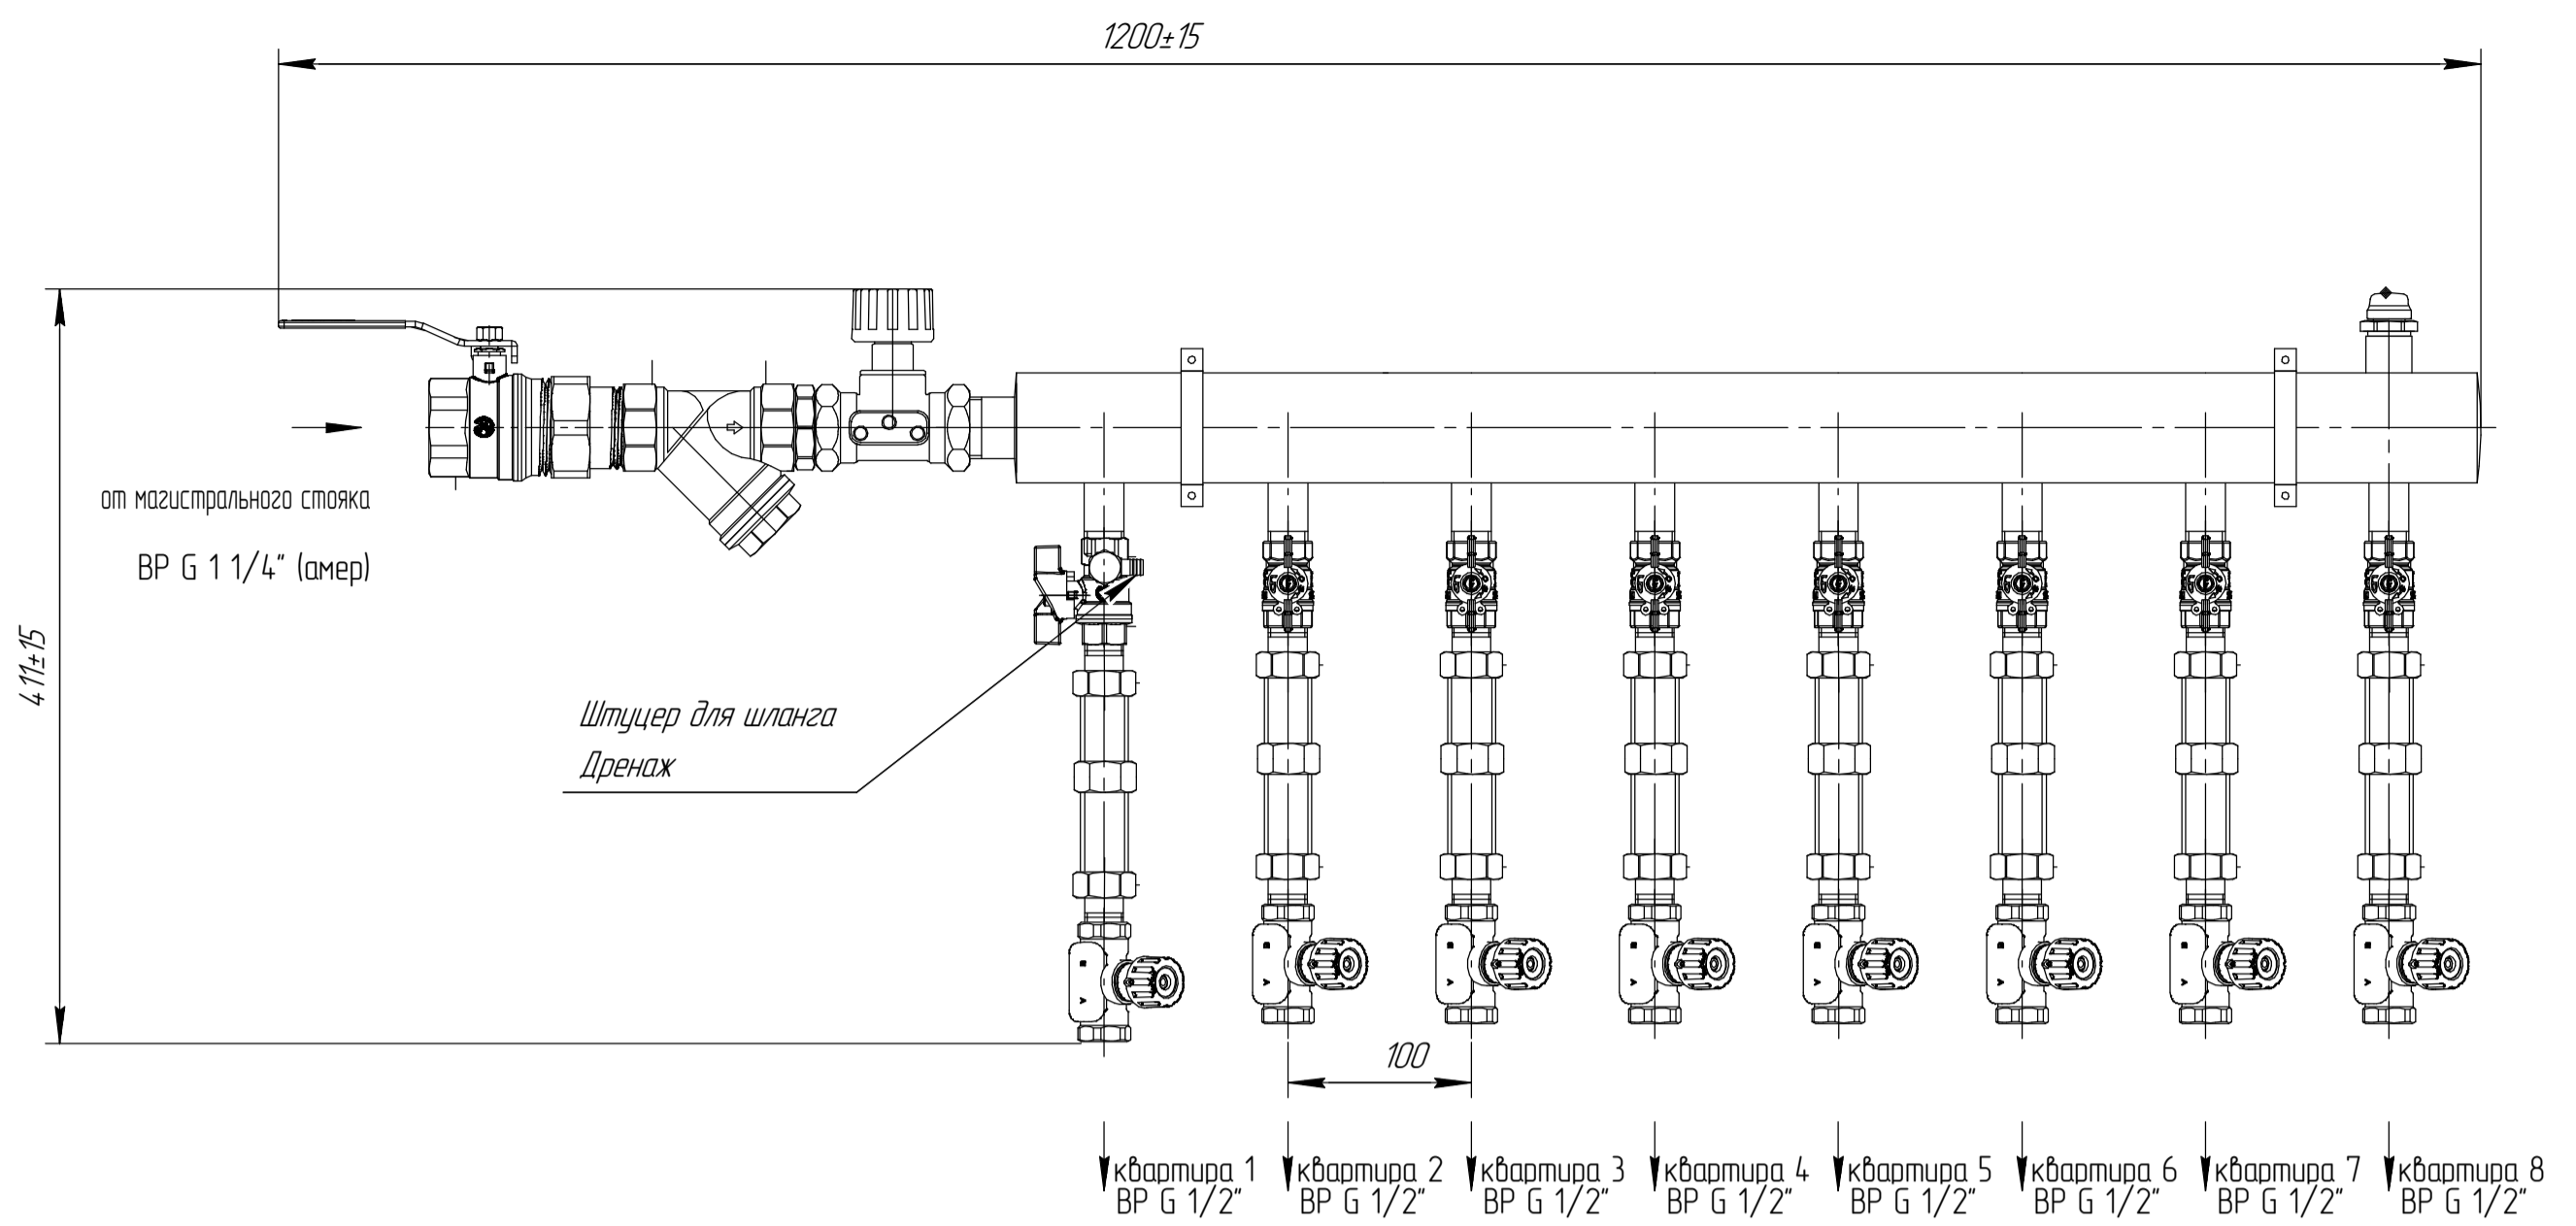 1200±15
411±15
от магистрального стояка
ВР G 1 1/4" (амер)
Штуцер для шланга
Дренаж
100
квартира 1
ВР G 1/2"
квартира 2
ВР G 1/2"
квартира 3
ВР G 1/2"
квартира 4
ВР G 1/2"
квартира 5
ВР G 1/2"
квартира 6
ВР G 1/2"
квартира 7
ВР G 1/2"
квартира 8
ВР G 1/2"